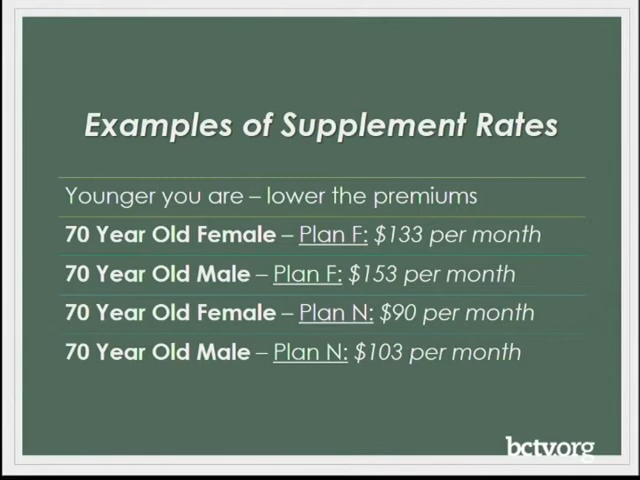 Examples of Supplement Rates
Younger you are – lower the premiums
70 Year Old Female – Plan F: $133 per month
70 Year Old Male – Plan F: $153 per month
70 Year Old Female – Plan N: $90 per month
70 Year Old Male – Plan N: $103 per month
bctv.org